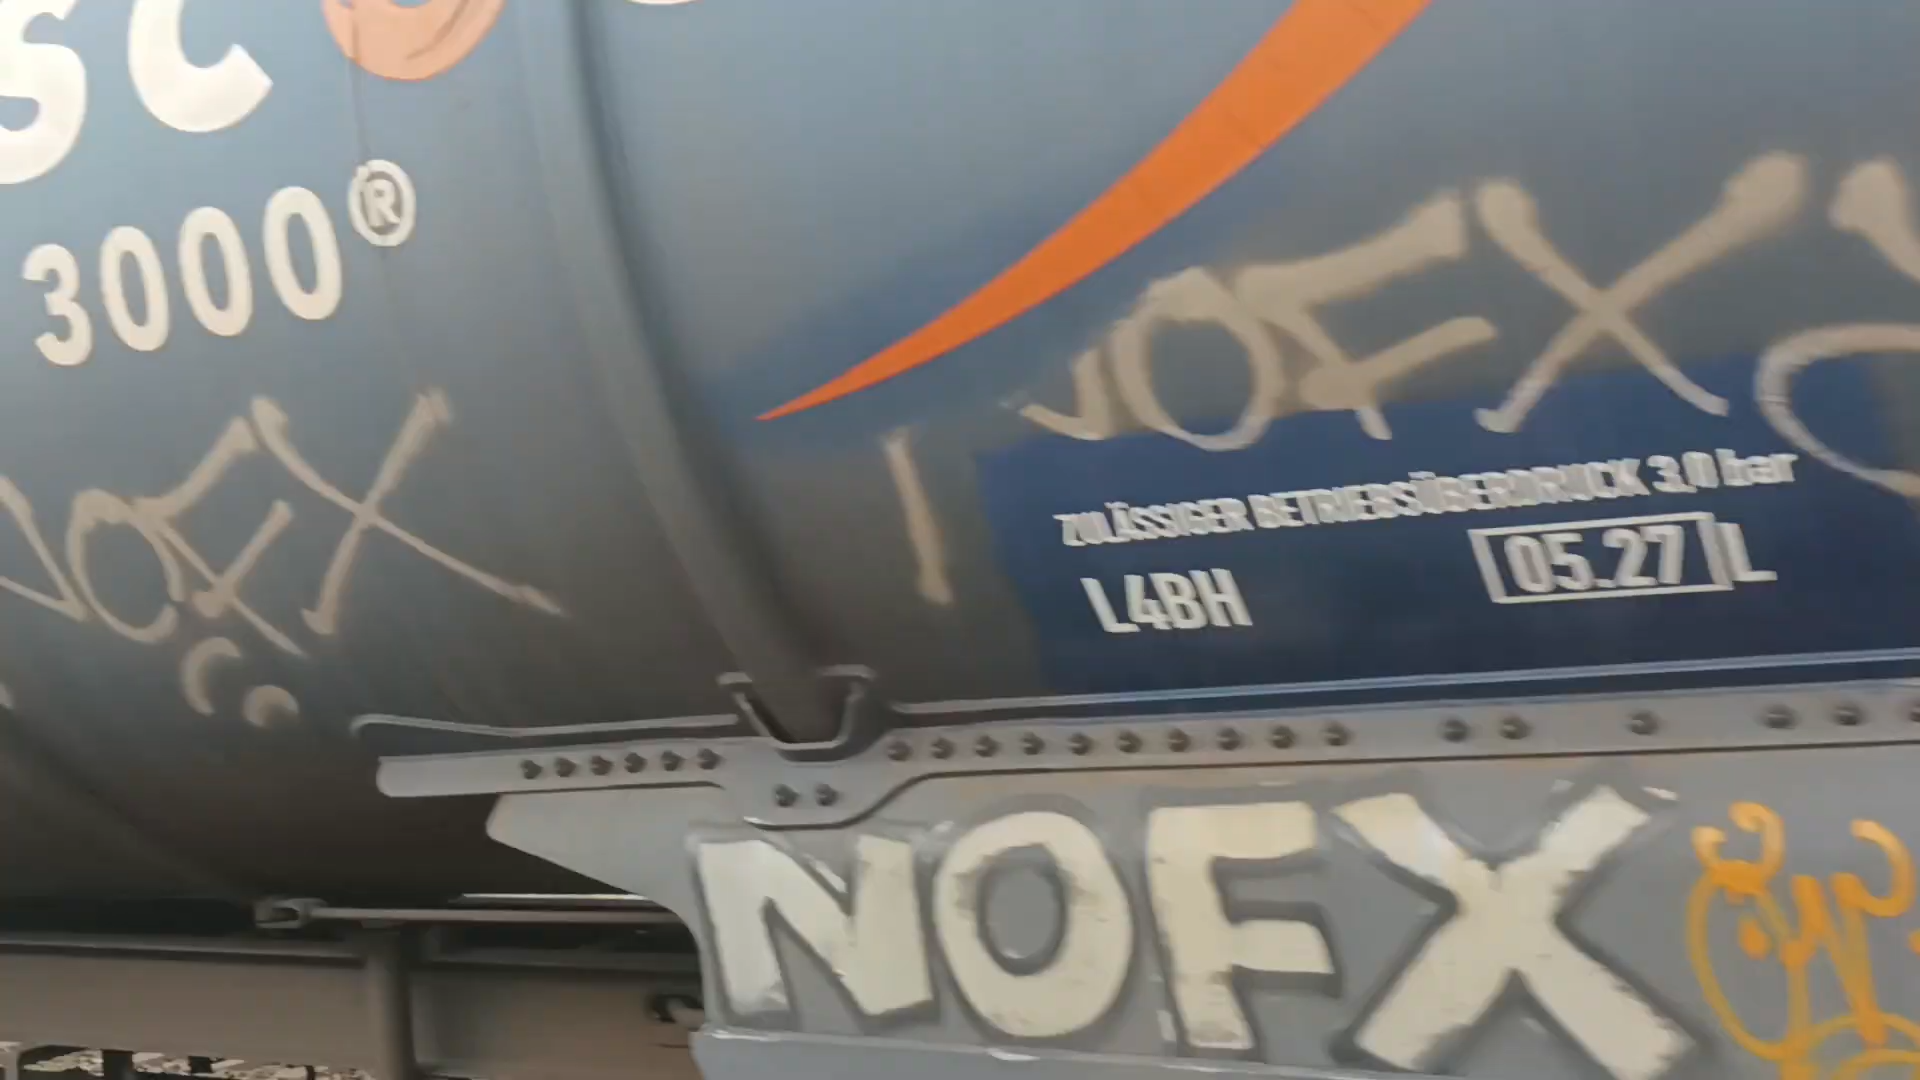 sc
3000®
NOFX
NOFX
ZULÄSSIGER BETRIEBSÜBERDRUCK 3,0 bar
L4BH 05.27 L
NOFX